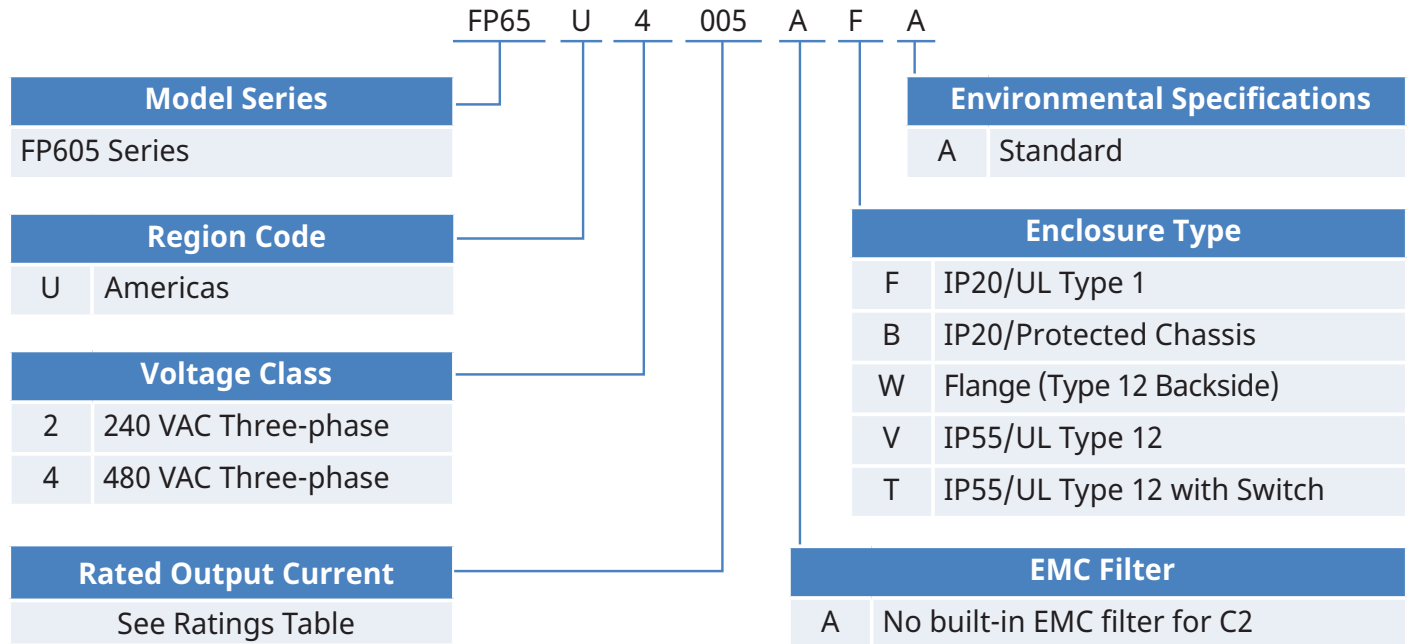 FP65 U 4 005 A F A
Model Series
FP605 Series
Region Code
U Americas
Voltage Class
2 240 VAC Three-phase
4 480 VAC Three-phase
Rated Output Current
See Ratings Table
Environmental Specifications
A Standard
Enclosure Type
F IP20/UL Type 1
B IP20/Protected Chassis
W Flange (Type 12 Backside)
V IP55/UL Type 12
T IP55/UL Type 12 with Switch
EMC Filter
A No built-in EMC filter for C2